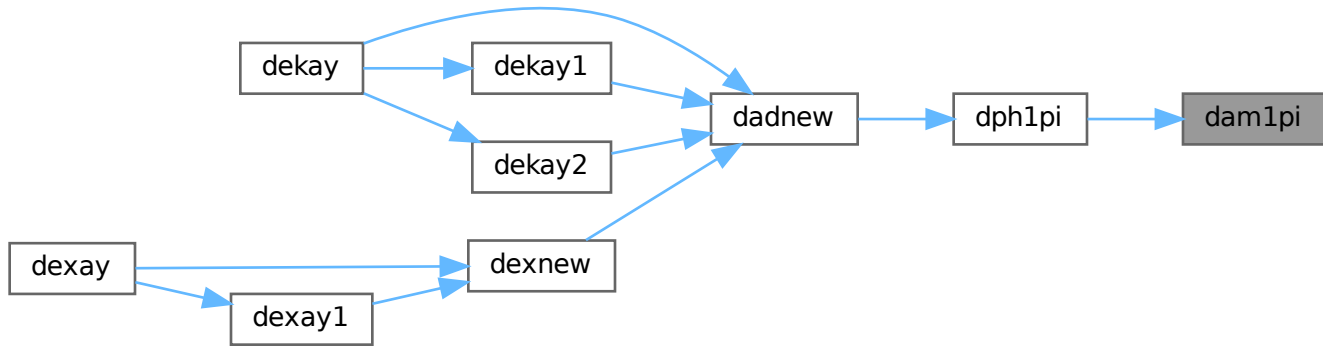 dekay
dekay1
dadnew
dph1pi
dam1pi
dekay2
dexay
dexnew
dexay1